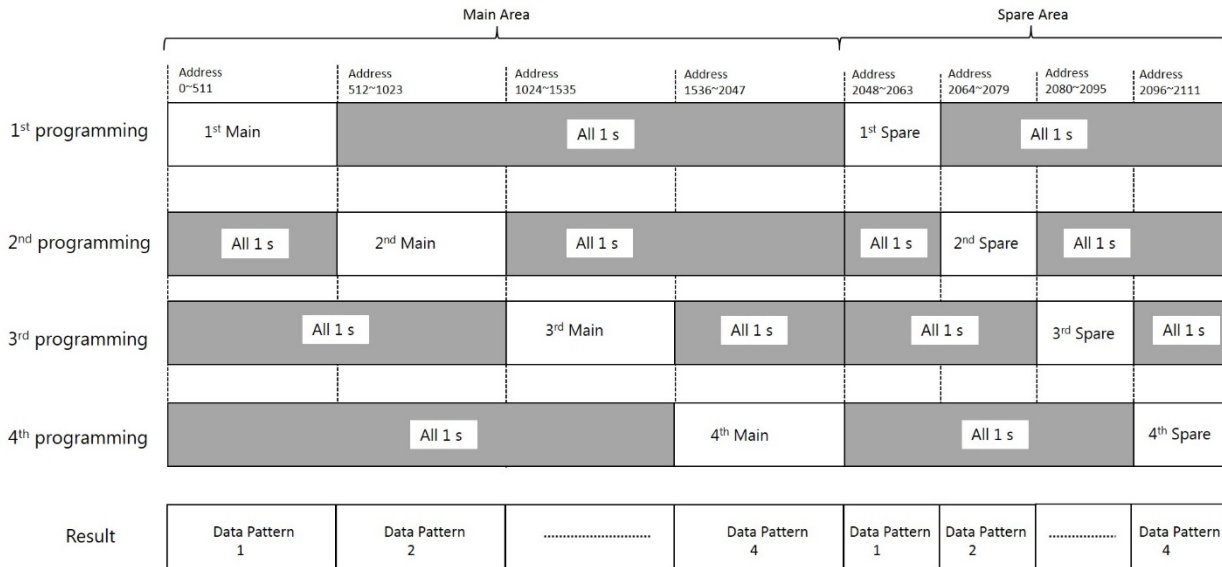 Main Area Spare Area
Address Address Address Address Address Address Address Address
0~511 512~1023 1024~1535 1536~2047 2048~2063 2064~2079 2080~2095 2096~2111
1st programming 1st Main All 1 s 1st Spare All 1 s
2nd programming All 1 s 2nd Main All 1 s All 1 s 2nd Spare All 1 s
3rd programming All 1 s 3rd Main All 1 s All 1 s 3rd Spare All 1 s
4th programming All 1 s 4th Main All 1 s 4th Spare
Result Data Pattern Data Pattern ........................... Data Pattern Data Pattern Data Pattern ................. Data Pattern
1 2 4 1 2 4